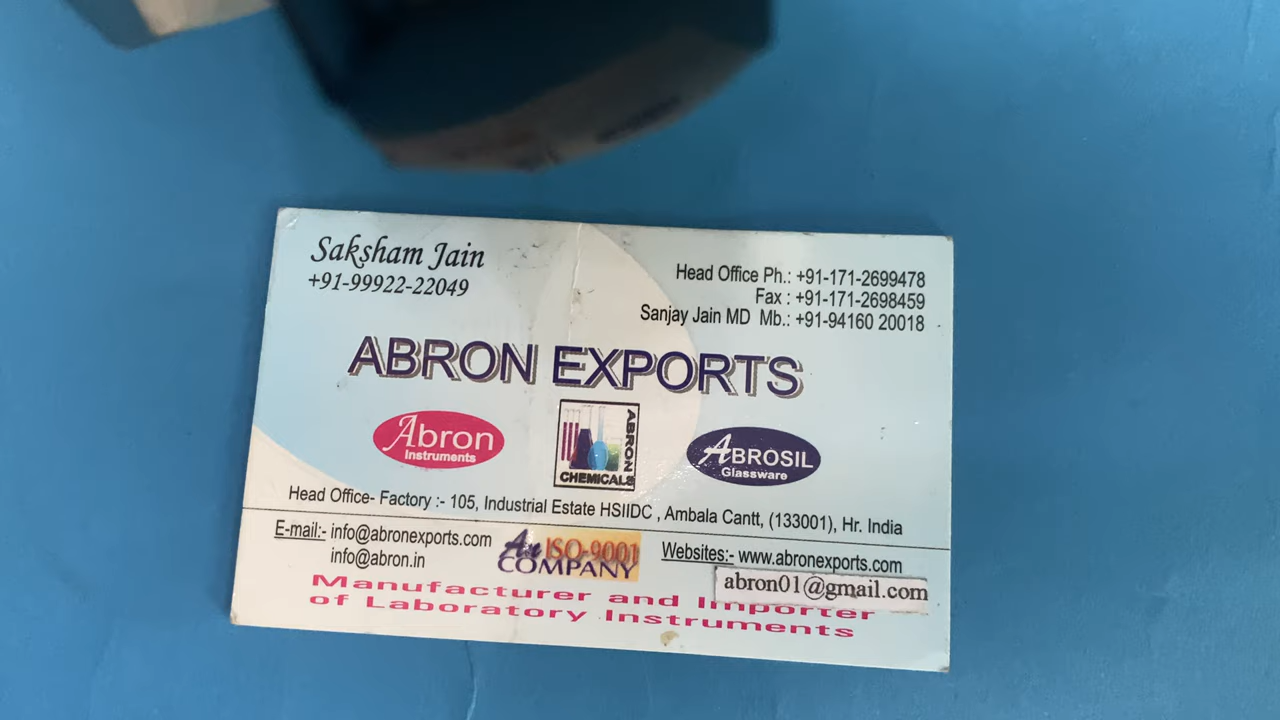 Saksham Jain
+91-99922-22049
Head Office Ph.: +91-171-2699478
Fax : +91-171-2698459
Sanjay Jain MD Mb.: +91-94160 20018
ABRON EXPORTS
Abron
Instruments
ABRON
CHEMICALS
ABROSIL
Glassware
Head Office- Factory :- 105, Industrial Estate HSIIDC , Ambala Cantt, (133001), Hr. India
E-mail:- info@abronexports.com
info@abron.in
An ISO-9001
COMPANY
Websites:- www.abronexports.com
abron01@gmail.com
Manufacturer and Importer
of Laboratory Instruments